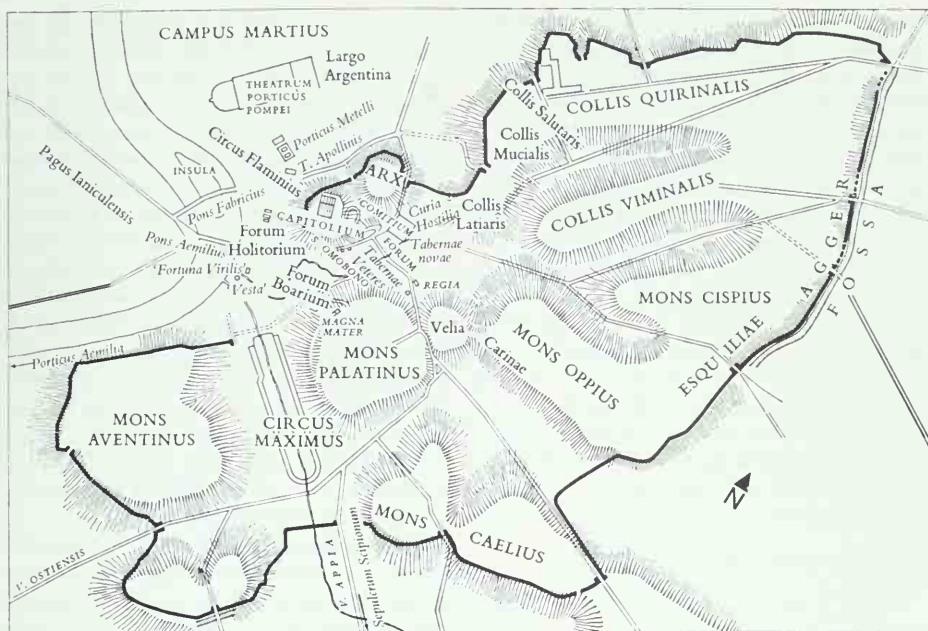 CAMPUS MARTIUS
Largo
Argentina
THEATRUM
PORTICUS
POMPEI
Porticus Metelli
T. Apollinis
Circus Flaminius
Pagus Ianiculensis
INSULA
Pons Fabricius
Pons Aemilius
Forum
Holitorium
'Fortuna Virilis'
'Vesta'
Forum
Boarium
ARX
CAPITOLIUM
COMITIUM
FORUM
Curia
Hostilia
Tabernae
novae
Tabernae
Veteres
S. OMOBONO
REGIA
MAGNA
MATER
Collis Salutaris
Collis
Mucialis
Collis
Latiaris
COLLIS QUIRINALIS
COLLIS VIMINALIS
MONS CISPIUS
AGGER
FOSSA
ESQUILIAE
MONS OPPIUS
Carinae
Velia
MONS
PALATINUS
Porticus Aemilia
MONS
AVENTINUS
CIRCUS
MAXIMUS
MONS
CAELIUS
V. OSTIENSIS
V. APPIA
Sepulcrum Scipionum
N